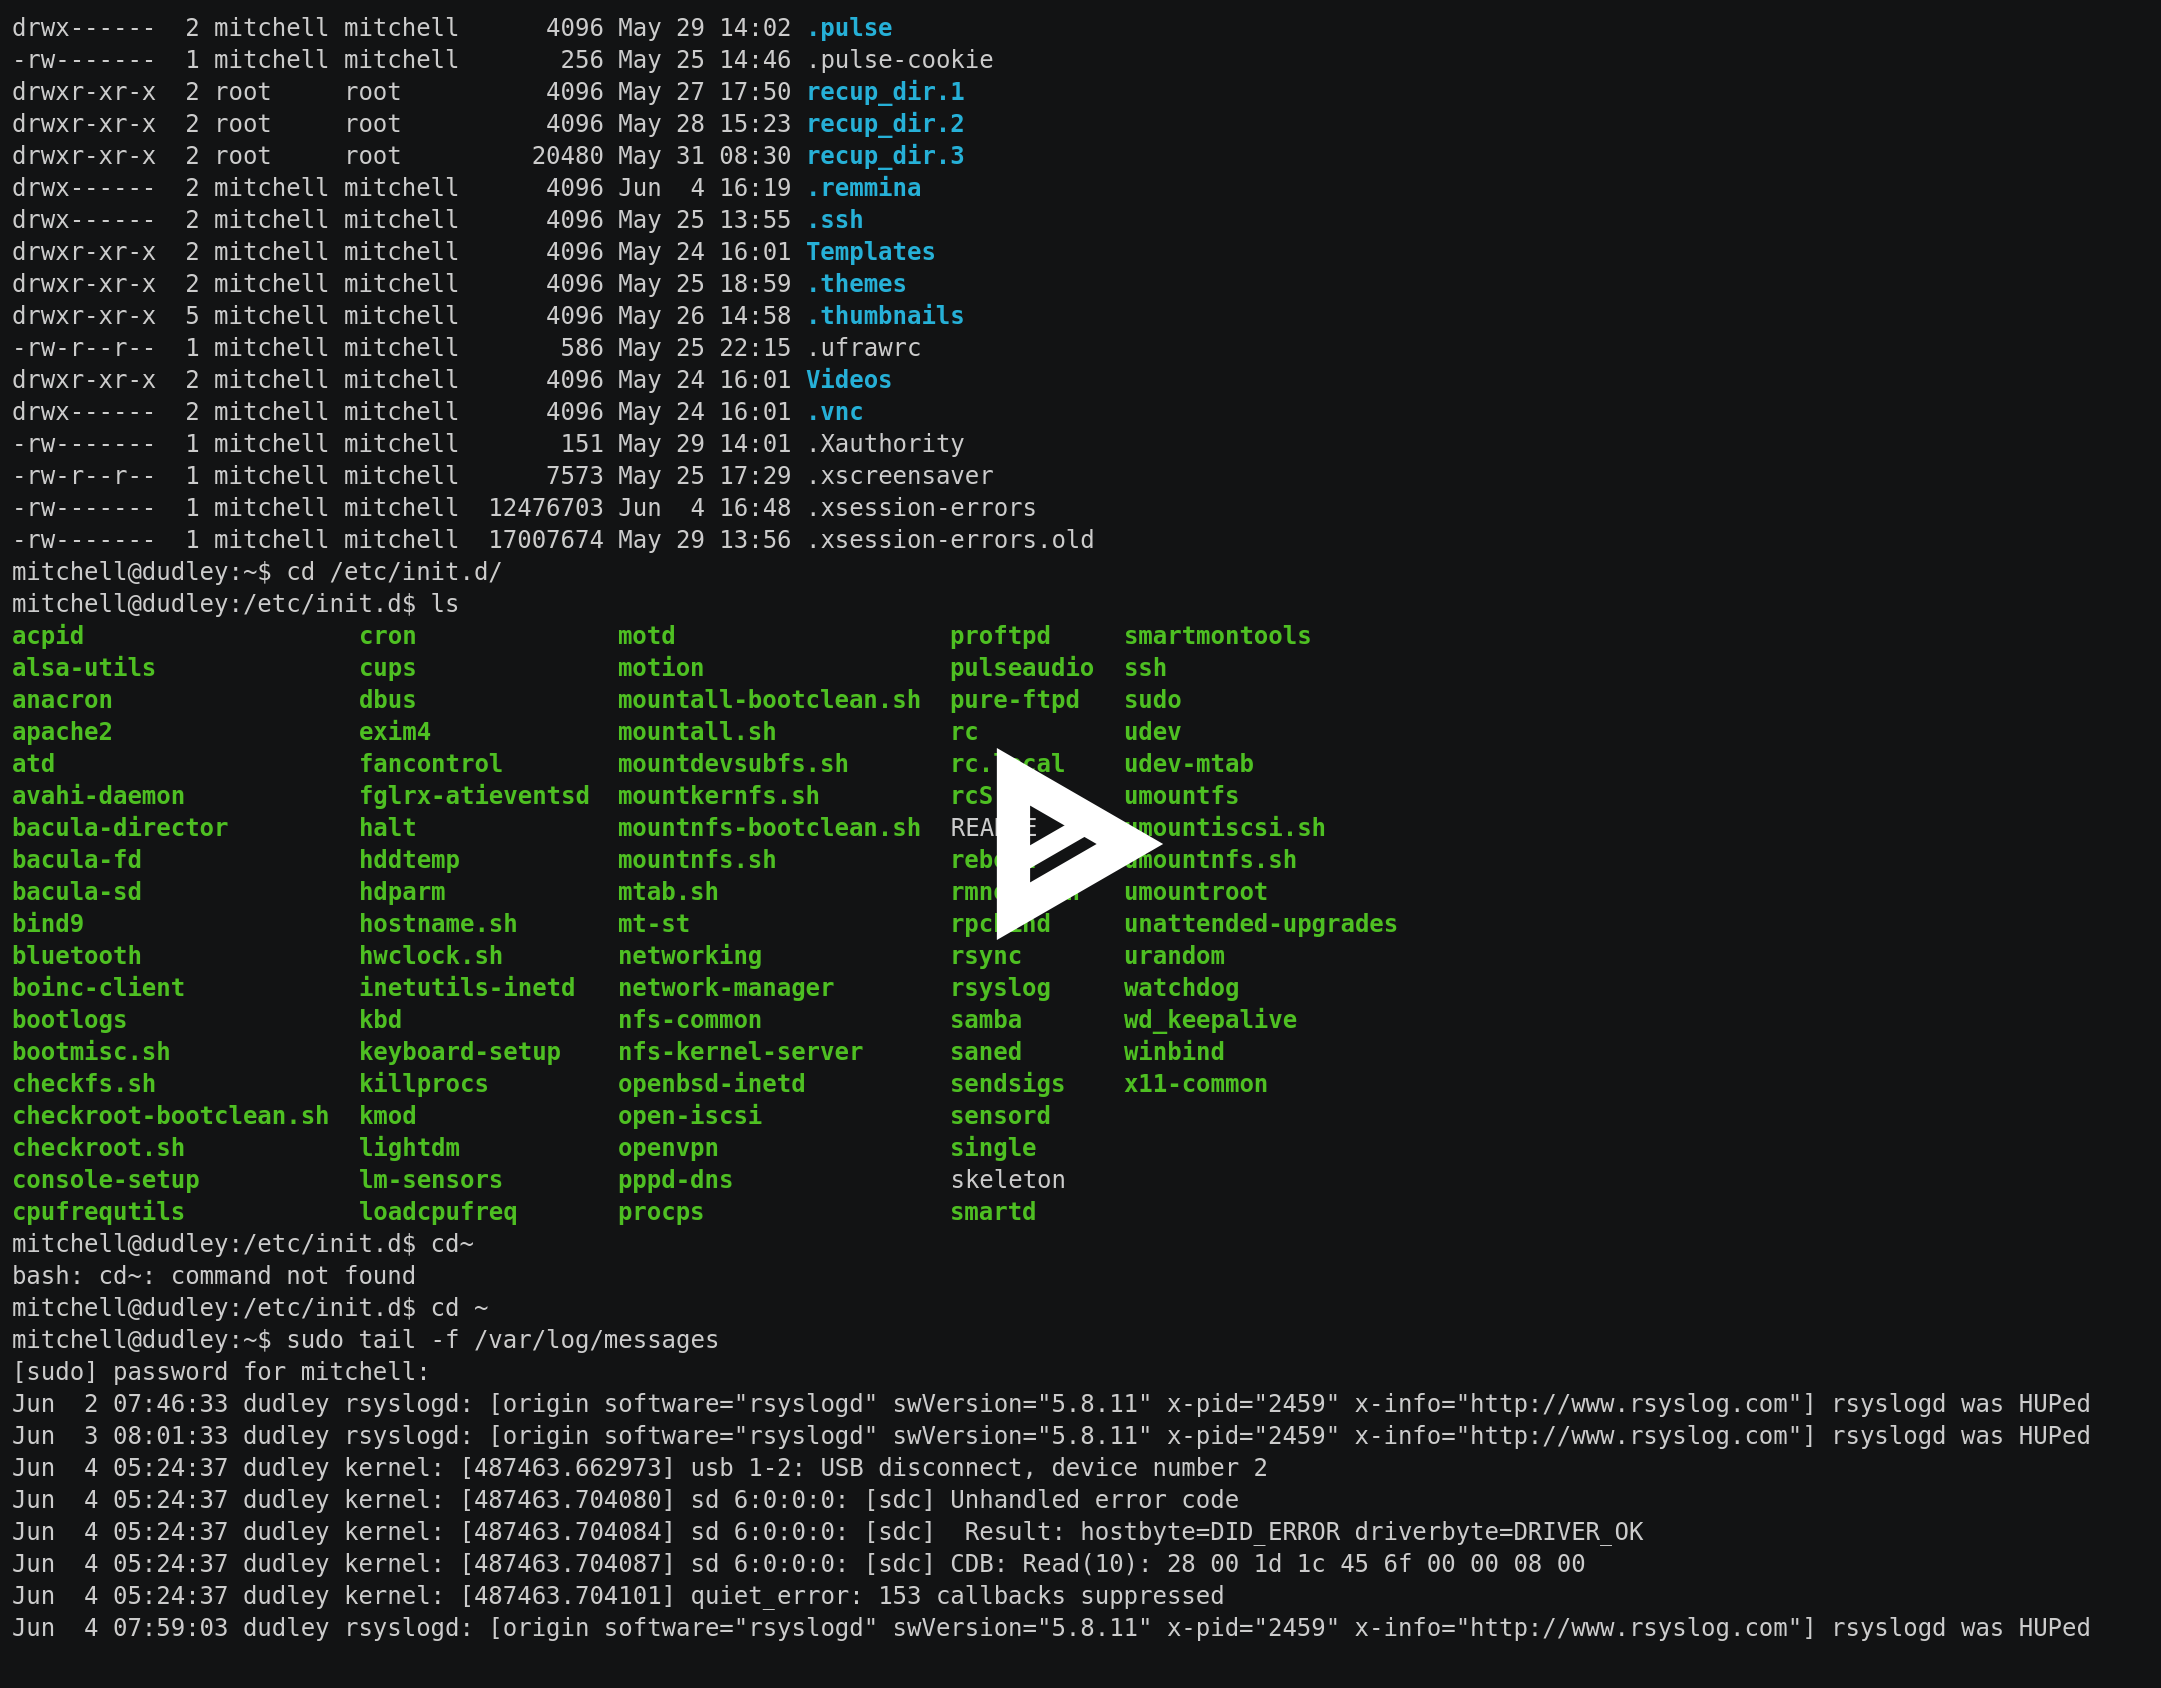 drwx------  2 mitchell mitchell      4096 May 29 14:02 .pulse
-rw-------  1 mitchell mitchell       256 May 25 14:46 .pulse-cookie
drwxr-xr-x  2 root     root          4096 May 27 17:50 recup_dir.1
drwxr-xr-x  2 root     root          4096 May 28 15:23 recup_dir.2
drwxr-xr-x  2 root     root         20480 May 31 08:30 recup_dir.3
drwx------  2 mitchell mitchell      4096 Jun  4 16:19 .remmina
drwx------  2 mitchell mitchell      4096 May 25 13:55 .ssh
drwxr-xr-x  2 mitchell mitchell      4096 May 24 16:01 Templates
drwxr-xr-x  2 mitchell mitchell      4096 May 25 18:59 .themes
drwxr-xr-x  5 mitchell mitchell      4096 May 26 14:58 .thumbnails
-rw-r--r--  1 mitchell mitchell       586 May 25 22:15 .ufrawrc
drwxr-xr-x  2 mitchell mitchell      4096 May 24 16:01 Videos
drwx------  2 mitchell mitchell      4096 May 24 16:01 .vnc
-rw-------  1 mitchell mitchell       151 May 29 14:01 .Xauthority
-rw-r--r--  1 mitchell mitchell      7573 May 25 17:29 .xscreensaver
-rw-------  1 mitchell mitchell  12476703 Jun  4 16:48 .xsession-errors
-rw-------  1 mitchell mitchell  17007674 May 29 13:56 .xsession-errors.old
mitchell@dudley:~$ cd /etc/init.d/
mitchell@dudley:/etc/init.d$ ls
acpid                   cron              motd                   proftpd     smartmontools
alsa-utils              cups              motion                 pulseaudio  ssh
anacron                 dbus              mountall-bootclean.sh  pure-ftpd   sudo
apache2                 exim4             mountall.sh            rc          udev
atd                     fancontrol        mountdevsubfs.sh       rc.local    udev-mtab
avahi-daemon            fglrx-atieventsd  mountkernfs.sh         rcS         umountfs
bacula-director         halt              mountnfs-bootclean.sh  README      umountiscsi.sh
bacula-fd               hddtemp           mountnfs.sh                        umountnfs.sh
bacula-sd               hdparm            mtab.sh                            umountroot
bind9                   hostname.sh       mt-st                  rpcbind     unattended-upgrades
bluetooth               hwclock.sh        networking             rsync       urandom
boinc-client            inetutils-inetd   network-manager        rsyslog     watchdog
bootlogs                kbd               nfs-common             samba       wd_keepalive
bootmisc.sh             keyboard-setup    nfs-kernel-server      saned       winbind
checkfs.sh              killprocs         openbsd-inetd          sendsigs    x11-common
checkroot-bootclean.sh  kmod              open-iscsi             sensord
checkroot.sh            lightdm           openvpn                single
console-setup           lm-sensors        pppd-dns               skeleton
cpufrequtils            loadcpufreq       procps                 smartd
mitchell@dudley:/etc/init.d$ cd~
bash: cd~: command not found
mitchell@dudley:/etc/init.d$ cd ~
mitchell@dudley:~$ sudo tail -f /var/log/messages
[sudo] password for mitchell:
Jun  2 07:46:33 dudley rsyslogd: [origin software="rsyslogd" swVersion="5.8.11" x-pid="2459" x-info="http://www.rsyslog.com"] rsyslogd was HUPed
Jun  3 08:01:33 dudley rsyslogd: [origin software="rsyslogd" swVersion="5.8.11" x-pid="2459" x-info="http://www.rsyslog.com"] rsyslogd was HUPed
Jun  4 05:24:37 dudley kernel: [487463.662973] usb 1-2: USB disconnect, device number 2
Jun  4 05:24:37 dudley kernel: [487463.704080] sd 6:0:0:0: [sdc] Unhandled error code
Jun  4 05:24:37 dudley kernel: [487463.704084] sd 6:0:0:0: [sdc]  Result: hostbyte=DID_ERROR driverbyte=DRIVER_OK
Jun  4 05:24:37 dudley kernel: [487463.704087] sd 6:0:0:0: [sdc] CDB: Read(10): 28 00 1d 1c 45 6f 00 00 08 00
Jun  4 05:24:37 dudley kernel: [487463.704101] quiet_error: 153 callbacks suppressed
Jun  4 07:59:03 dudley rsyslogd: [origin software="rsyslogd" swVersion="5.8.11" x-pid="2459" x-info="http://www.rsyslog.com"] rsyslogd was HUPed